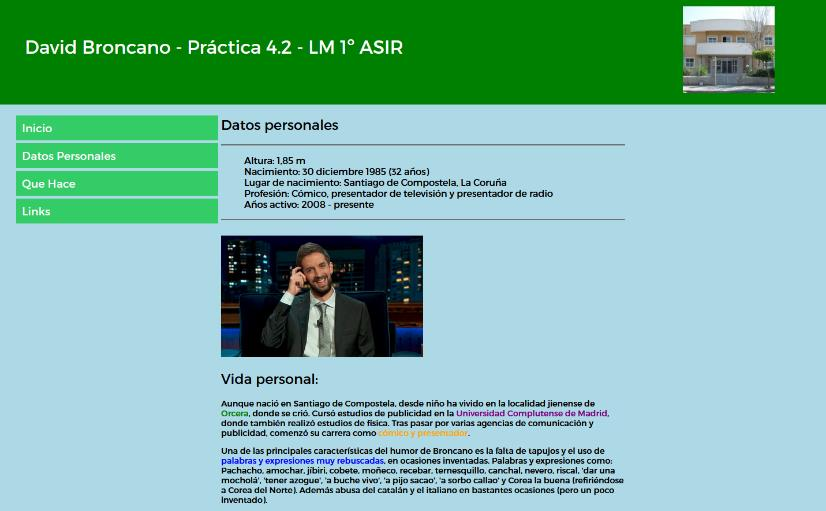 David Broncano - Práctica 4.2 - LM 1º ASIR
Inicio
Datos Personales
Que Hace
Links
Datos personales
Altura: 1,85 m
Nacimiento: 30 diciembre 1985 (32 años)
Lugar de nacimiento: Santiago de Compostela, La Coruña
Profesión: Cómico, presentador de televisión y presentador de radio
Años activo: 2008 - presente
Vida personal:
Aunque nació en Santiago de Compostela, desde niño ha vivido en la localidad jienense de
Orcera, donde se crió. Cursó estudios de publicidad en la Universidad Complutense de Madrid,
donde también realizó estudios de física. Tras pasar por varias agencias de comunicación y
publicidad, comenzó su carrera como cómico y presentador.
Una de las principales características del humor de Broncano es la falta de tapujos y el uso de
palabras y expresiones muy rebuscadas, en ocasiones inventadas. Palabras y expresiones como:
Pachacho, amochar, jíbiri, cobete, moñeco, recebar, ternesquillo, canchal, nevero, riscal, 'dar una
mocholá', 'tener azogue', 'a buche vivo', 'a pijo sacao', 'a sorbo callao' y Corea la buena (refiriéndose
a Corea del Norte). Además abusa del catalán y el italiano en bastantes ocasiones (pero un poco
inventado).